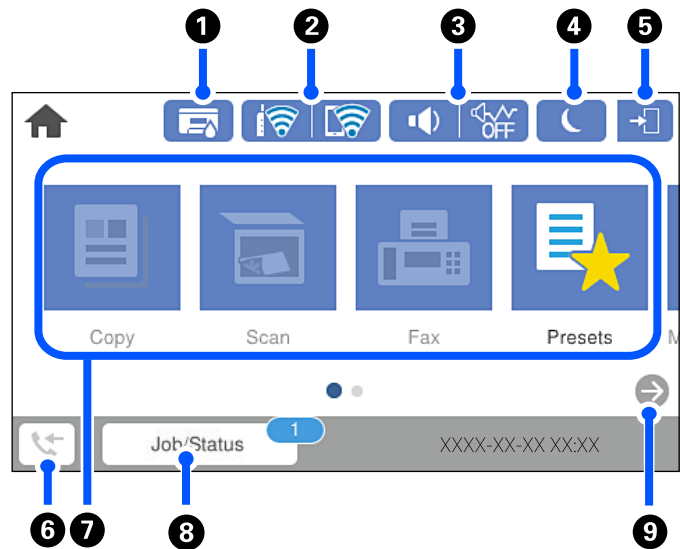 1 2 3 4 5
OFF
Copy Scan Fax Presets M
1
Job/Status XXXX-XX-XX XX:XX
6 7 8 9